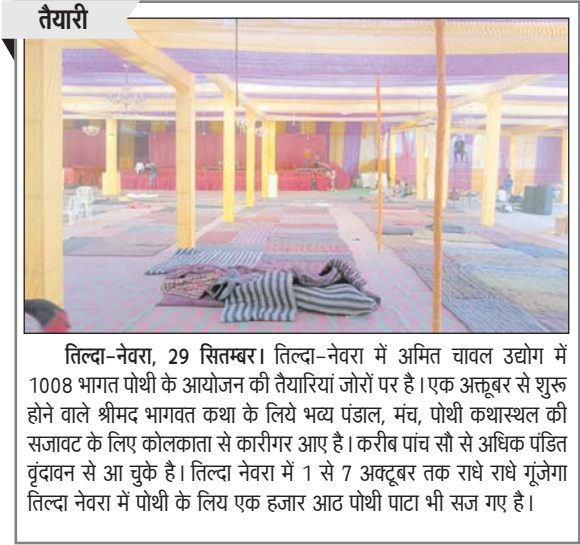 तैयारी
तिल्दा-नेवरा, 29 सितम्बर। तिल्दा-नेवरा में अमित चावल उद्योग में
1008 भागत पोथी के आयोजन की तैयारियां जोरों पर है। एक अक्तूबर से शुरू
होने वाले श्रीमद भागवत कथा के लिये भव्य पंडाल, मंच, पोथी कथास्थल की
सजावट के लिए कोलकाता से कारीगर आए है। करीब पांच सौ से अधिक पंडित
वृंदावन से आ चुके है। तिल्दा नेवरा में 1 से 7 अक्टूबर तक राधे राधे गूंजेगा
तिल्दा नेवरा में पोथी के लिय एक हजार आठ पोथी पाटा भी सज गए है।